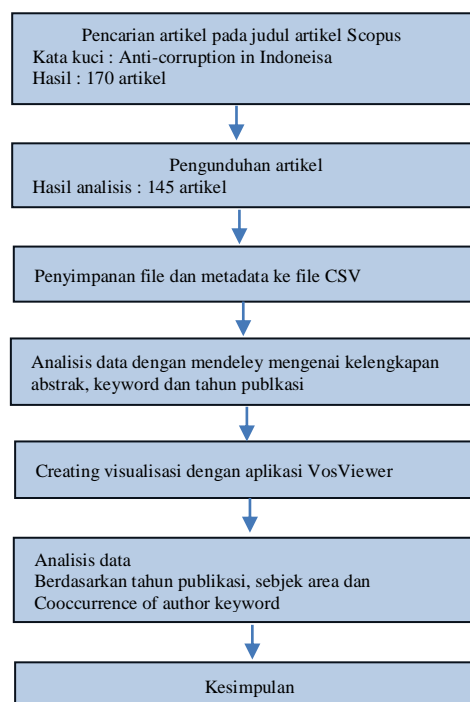 Pencarian artikel pada judul artikel Scopus
Kata kuci : Anti-corruption in Indoneisa
Hasil : 170 artikel
Pengunduhan artikel
Hasil analisis : 145 artikel
Penyimpanan file dan metadata ke file CSV
Analisis data dengan mendeley mengenai kelengkapan
abstrak, keyword dan tahun publkasi
Creating visualisasi dengan aplikasi VosViewer
Analisis data
Berdasarkan tahun publikasi, sebjek area dan
Cooccurrence of author keyword
Kesimpulan